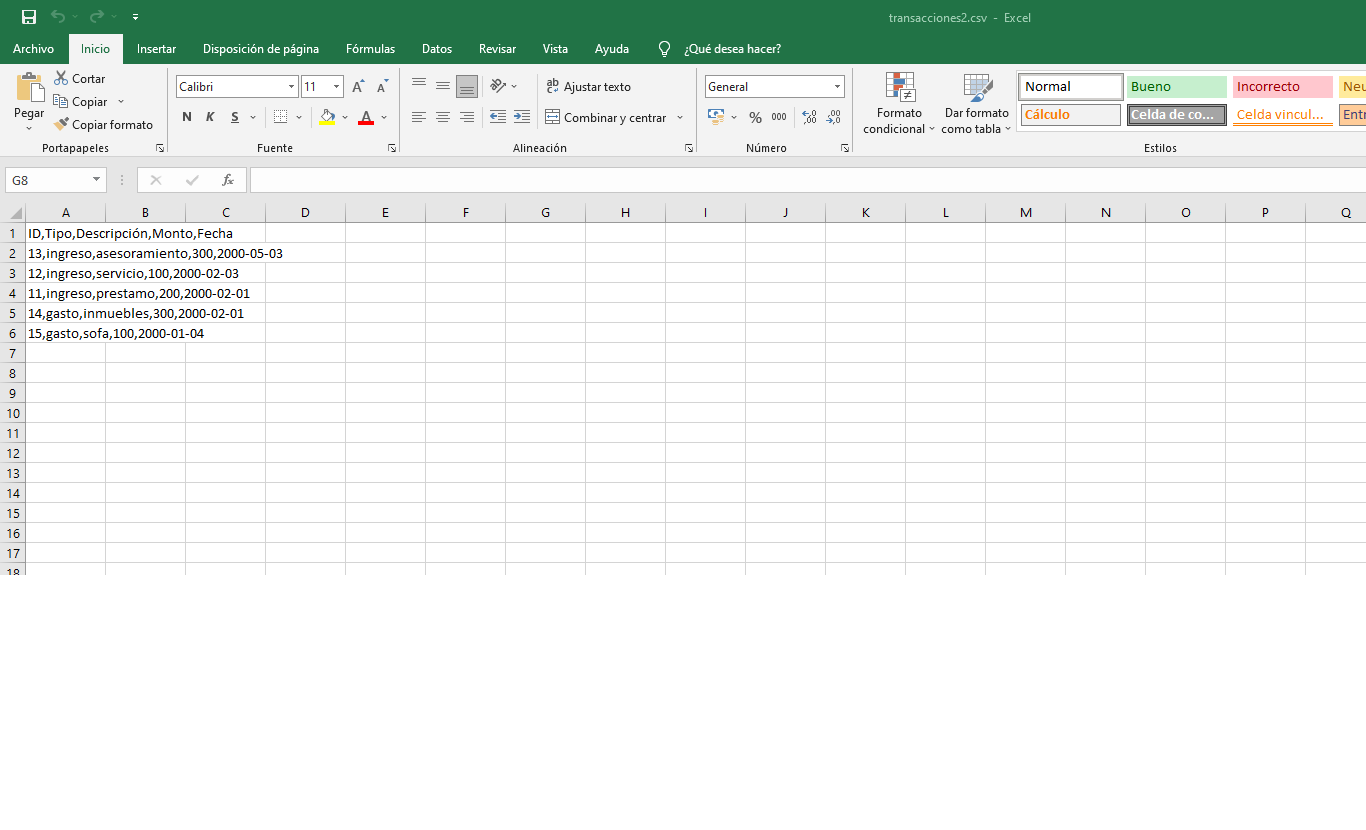 transacciones2.csv - Excel
Archivo Inicio Insertar Disposición de página Fórmulas Datos Revisar Vista Ayuda ¿Qué desea hacer?
Pegar
Cortar
Copiar
Copiar formato
Portapapeles
Calibri 11 A A
N K S A
Fuente
ab Ajustar texto
Combinar y centrar
Alineación
General
% 000
Número
Formato condicional
Dar formato como tabla
Normal Bueno Incorrecto Neu
Cálculo Celda de co... Celda vincul... Entr
Estilos
G8 fx
A B C D E F G H I J K L M N O P Q
1 ID,Tipo,Descripción,Monto,Fecha
2 13,ingreso,asesoramiento,300,2000-05-03
3 12,ingreso,servicio,100,2000-02-03
4 11,ingreso,prestamo,200,2000-02-01
5 14,gasto,inmuebles,300,2000-02-01
6 15,gasto,sofa,100,2000-01-04
7
8
9
10
11
12
13
14
15
16
17
18